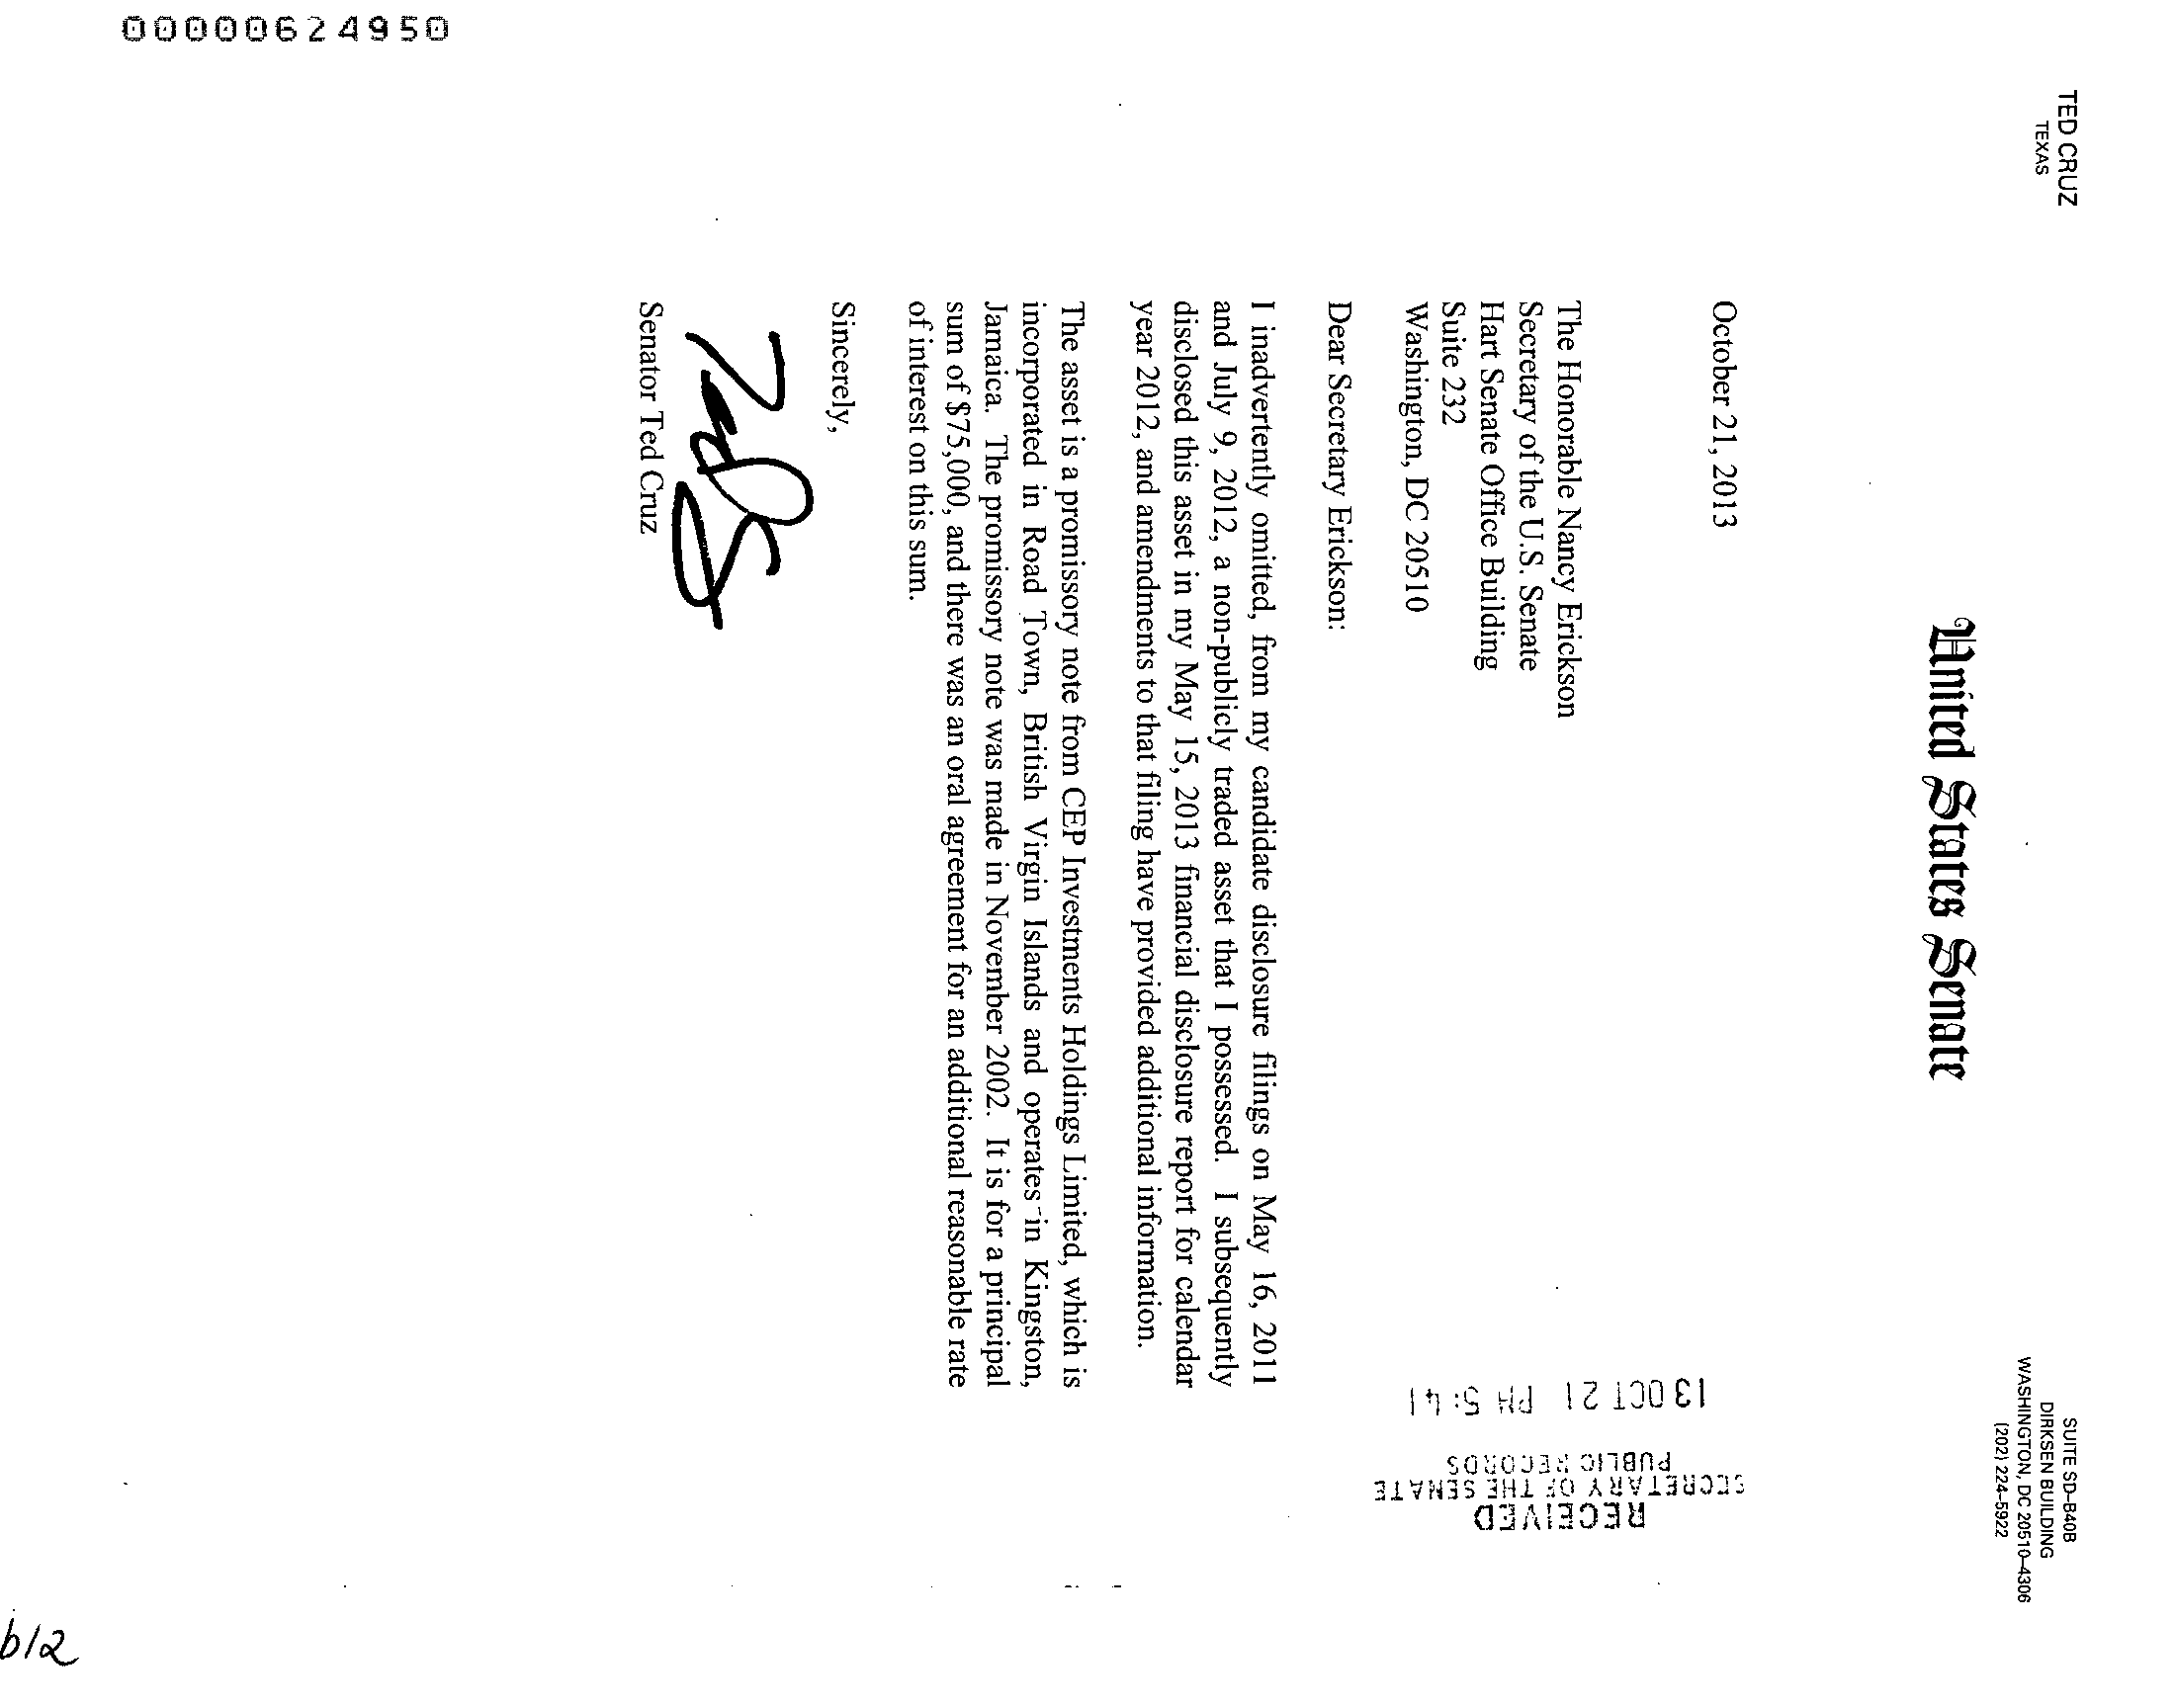 00000624950
TED CRUZ
TEXAS
United States Senate
SUITE SD-B40B
DIRKSEN BUILDING
WASHINGTON, DC 20510-4306
(202) 224-5922
RECEIVED
SECRETARY OF THE SENATE
PUBLIC RECORDS
13 OCT 21 PM 5:41
October 21, 2013
The Honorable Nancy Erickson
Secretary of the U.S. Senate
Hart Senate Office Building
Suite 232
Washington, DC 20510
Dear Secretary Erickson:
I inadvertently omitted, from my candidate disclosure filings on May 16, 2011
and July 9, 2012, a non-publicly traded asset that I possessed. I subsequently
disclosed this asset in my May 15, 2013 financial disclosure report for calendar
year 2012, and amendments to that filing have provided additional information.
The asset is a promissory note from CEP Investments Holdings Limited, which is
incorporated in Road Town, British Virgin Islands and operates in Kingston,
Jamaica. The promissory note was made in November 2002. It is for a principal
sum of $75,000, and there was an oral agreement for an additional reasonable rate
of interest on this sum.
Sincerely,
Senator Ted Cruz